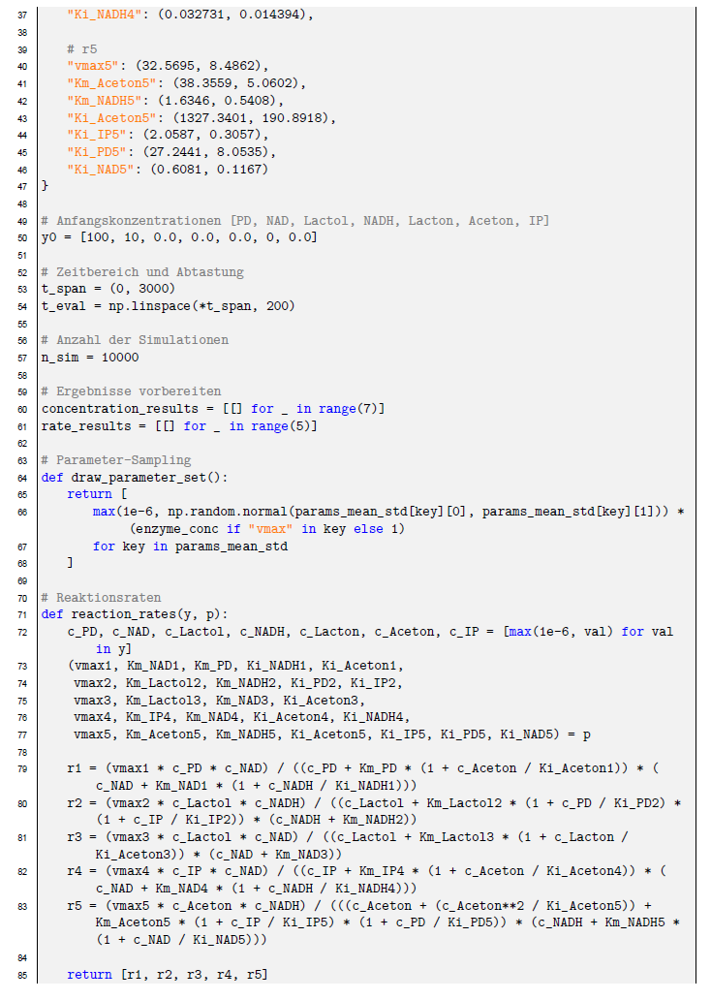 37 "Ki_NADH4": (0.032731, 0.014394),
38
39 # r5
40 "vmax5": (32.5695, 8.4862),
41 "Km_Aceton5": (38.3559, 5.0602),
42 "Km_NADH5": (1.6346, 0.5408),
43 "Ki_Aceton5": (1327.3401, 190.8918),
44 "Ki_IP5": (2.0587, 0.3057),
45 "Ki_PD5": (27.2441, 8.0535),
46 "Ki_NAD5": (0.6081, 0.1167)
47 }
48
49 # Anfangskonzentrationen [PD, NAD, Lactol, NADH, Lacton, Aceton, IP]
50 y0 = [100, 10, 0.0, 0.0, 0.0, 0, 0.0]
51
52 # Zeitbereich und Abtastung
53 t_span = (0, 3000)
54 t_eval = np.linspace(*t_span, 200)
55
56 # Anzahl der Simulationen
57 n_sim = 10000
58
59 # Ergebnisse vorbereiten
60 concentration_results = [[] for _ in range(7)]
61 rate_results = [[] for _ in range(5)]
62
63 # Parameter-Sampling
64 def draw_parameter_set():
65 return [
66 max(1e-6, np.random.normal(params_mean_std[key][0], params_mean_std[key][1])) *
(enzyme_conc if "vmax" in key else 1)
67 for key in params_mean_std
68 ]
69
70 # Reaktionsraten
71 def reaction_rates(y, p):
72 c_PD, c_NAD, c_Lactol, c_NADH, c_Lacton, c_Aceton, c_IP = [max(1e-6, val) for val
in y]
73 (vmax1, Km_NAD1, Km_PD, Ki_NADH1, Ki_Aceton1,
74 vmax2, Km_Lactol2, Km_NADH2, Ki_PD2, Ki_IP2,
75 vmax3, Km_Lactol3, Km_NAD3, Ki_Aceton3,
76 vmax4, Km_IP4, Km_NAD4, Ki_Aceton4, Ki_NADH4,
77 vmax5, Km_Aceton5, Km_NADH5, Ki_Aceton5, Ki_IP5, Ki_PD5, Ki_NAD5) = p
78
79 r1 = (vmax1 * c_PD * c_NAD) / ((c_PD + Km_PD * (1 + c_Aceton / Ki_Aceton1)) * (
c_NAD + Km_NAD1 * (1 + c_NADH / Ki_NADH1)))
80 r2 = (vmax2 * c_Lactol * c_NADH) / ((c_Lactol + Km_Lactol2 * (1 + c_PD / Ki_PD2) *
(1 + c_IP / Ki_IP2)) * (c_NADH + Km_NADH2))
81 r3 = (vmax3 * c_Lactol * c_NAD) / ((c_Lactol + Km_Lactol3 * (1 + c_Lacton /
Ki_Aceton3)) * (c_NAD + Km_NAD3))
82 r4 = (vmax4 * c_IP * c_NAD) / ((c_IP + Km_IP4 * (1 + c_Aceton / Ki_Aceton4)) * (
c_NAD + Km_NAD4 * (1 + c_NADH / Ki_NADH4)))
83 r5 = (vmax5 * c_Aceton * c_NADH) / (((c_Aceton + (c_Aceton**2 / Ki_Aceton5)) +
Km_Aceton5 * (1 + c_IP / Ki_IP5) * (1 + c_PD / Ki_PD5)) * (c_NADH + Km_NADH5 *
(1 + c_NAD / Ki_NAD5)))
84
85 return [r1, r2, r3, r4, r5]